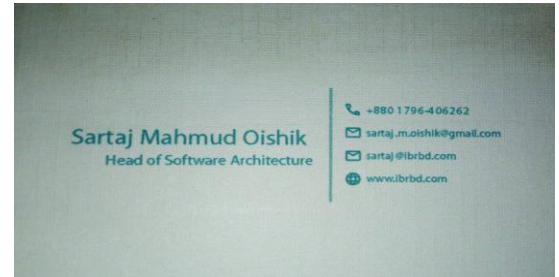 Sartaj Mahmud Oishik
Head of Software Architecture
+880 1796-406262
sartaj.m.oishik@gmail.com
sartaj@ibrbd.com
www.ibrbd.com